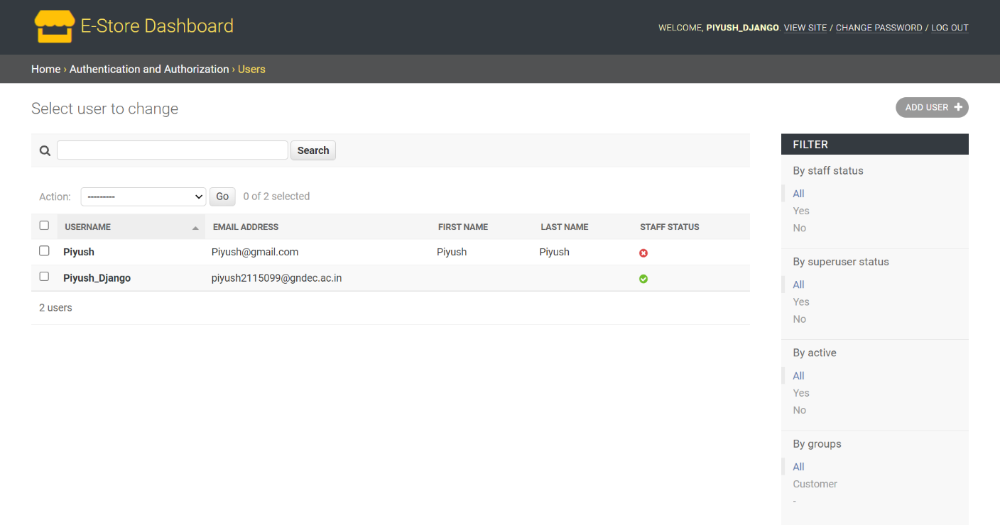 E-Store Dashboard
WELCOME, PIYUSH_DJANGO. VIEW SITE / CHANGE PASSWORD / LOG OUT
Home › Authentication and Authorization › Users
Select user to change
ADD USER +
Search
Action: --------- Go 0 of 2 selected
USERNAME EMAIL ADDRESS FIRST NAME LAST NAME STAFF STATUS
Piyush Piyush@gmail.com Piyush Piyush
Piyush_Django piyush2115099@gndec.ac.in
2 users
FILTER
By staff status
All
Yes
No
By superuser status
All
Yes
No
By active
All
Yes
No
By groups
All
Customer
-